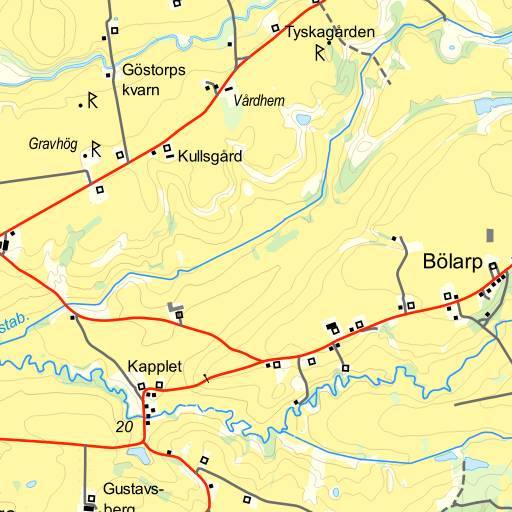 Tyskagården
Göstorps
kvarn
Vårdhem
Gravhög
Kullsgård
Bölarp
stab.
Kapplet
20
Gustavs-
berg